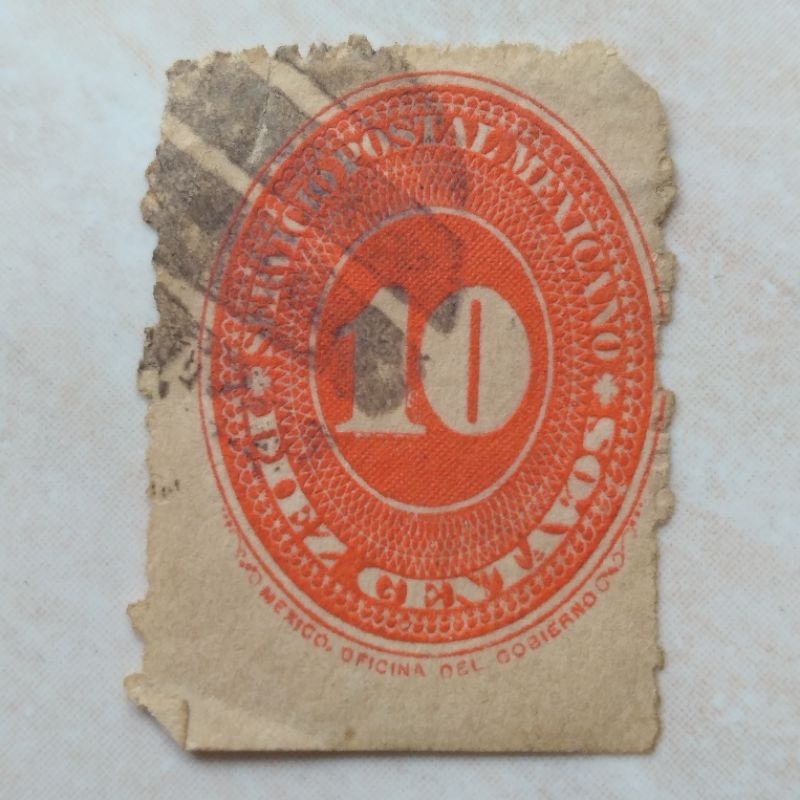 SERVICIO POSTAL MEXICANO
10
DIEZ CENTAVOS
MEXICO. OFICINA DEL GOBIERNO